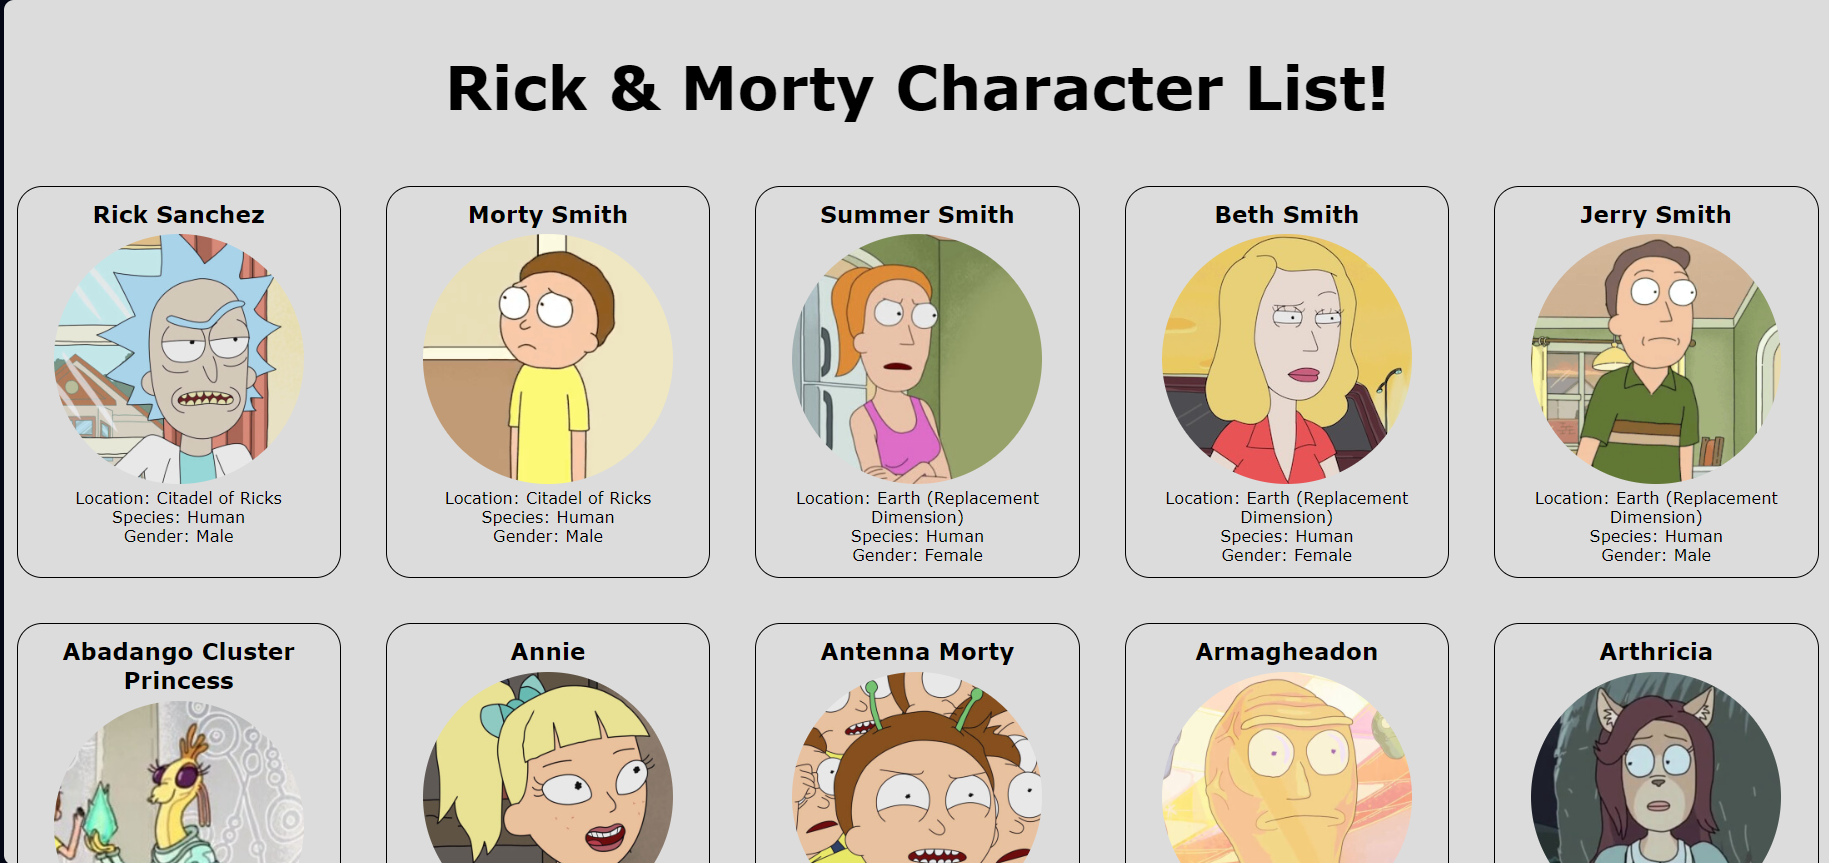 Rick & Morty Character List!
Rick Sanchez
Location: Citadel of Ricks
Species: Human
Gender: Male
Morty Smith
Location: Citadel of Ricks
Species: Human
Gender: Male
Summer Smith
Location: Earth (Replacement
Dimension)
Species: Human
Gender: Female
Beth Smith
Location: Earth (Replacement
Dimension)
Species: Human
Gender: Female
Jerry Smith
Location: Earth (Replacement
Dimension)
Species: Human
Gender: Male
Abadango Cluster
Princess
Annie
Antenna Morty
Armagheadon
Arthricia